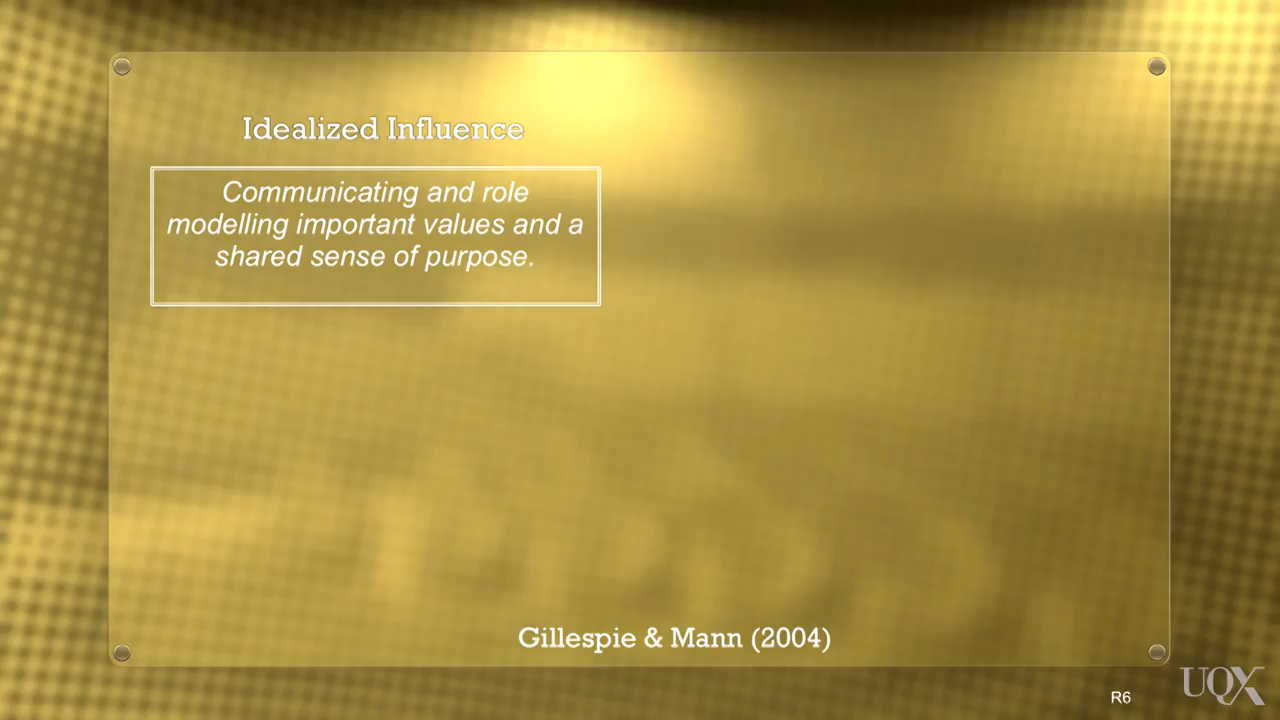 Idealized Influence
Communicating and role
modelling important values and a
shared sense of purpose.
Gillespie & Mann (2004)
R6
UQX